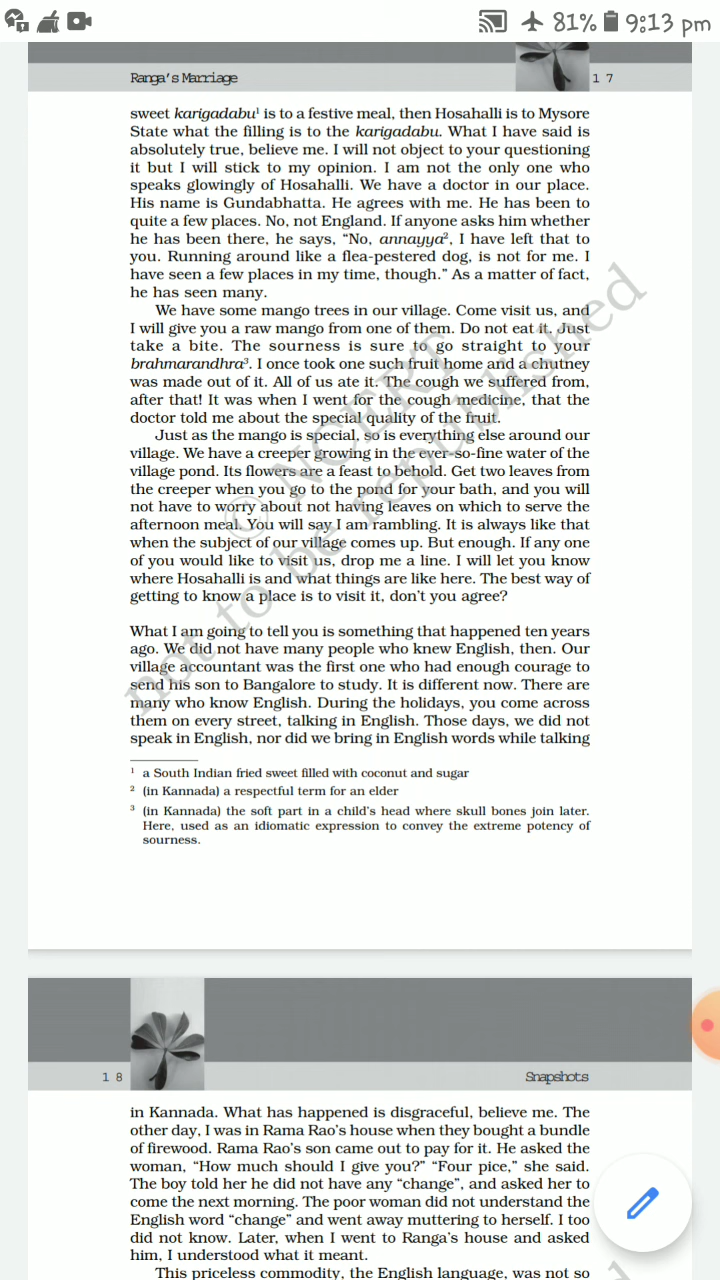 81% 9:13 pm
Ranga's Marriage 17
sweet karigadabu¹ is to a festive meal, then Hosahalli is to Mysore
State what the filling is to the karigadabu. What I have said is
absolutely true, believe me. I will not object to your questioning
it but I will stick to my opinion. I am not the only one who
speaks glowingly of Hosahalli. We have a doctor in our place.
His name is Gundabhatta. He agrees with me. He has been to
quite a few places. No, not England. If anyone asks him whether
he has been there, he says, “No, annayya², I have left that to
you. Running around like a flea-pestered dog, is not for me. I
have seen a few places in my time, though.” As a matter of fact,
he has seen many.
We have some mango trees in our village. Come visit us, and
I will give you a raw mango from one of them. Do not eat it. Just
take a bite. The sourness is sure to go straight to your
brahmarandhra³. I once took one such fruit home and a chutney
was made out of it. All of us ate it. The cough we suffered from,
after that! It was when I went for the cough medicine, that the
doctor told me about the special quality of the fruit.
Just as the mango is special, so is everything else around our
village. We have a creeper growing in the ever-so-fine water of the
village pond. Its flowers are a feast to behold. Get two leaves from
the creeper when you go to the pond for your bath, and you will
not have to worry about not having leaves on which to serve the
afternoon meal. You will say I am rambling. It is always like that
when the subject of our village comes up. But enough. If any one
of you would like to visit us, drop me a line. I will let you know
where Hosahalli is and what things are like here. The best way of
getting to know a place is to visit it, don’t you agree?
What I am going to tell you is something that happened ten years
ago. We did not have many people who knew English, then. Our
village accountant was the first one who had enough courage to
send his son to Bangalore to study. It is different now. There are
many who know English. During the holidays, you come across
them on every street, talking in English. Those days, we did not
speak in English, nor did we bring in English words while talking
¹ a South Indian fried sweet filled with coconut and sugar
² (in Kannada) a respectful term for an elder
³ (in Kannada) the soft part in a child’s head where skull bones join later.
Here, used as an idiomatic expression to convey the extreme potency of
sourness.
© NCERT
not to be republished
18 Snapshots
in Kannada. What has happened is disgraceful, believe me. The
other day, I was in Rama Rao’s house when they bought a bundle
of firewood. Rama Rao’s son came out to pay for it. He asked the
woman, “How much should I give you?” “Four pice,” she said.
The boy told her he did not have any “change”, and asked her to
come the next morning. The poor woman did not understand the
English word “change” and went away muttering to herself. I too
did not know. Later, when I went to Ranga’s house and asked
him, I understood what it meant.
This priceless commodity, the English language, was not so